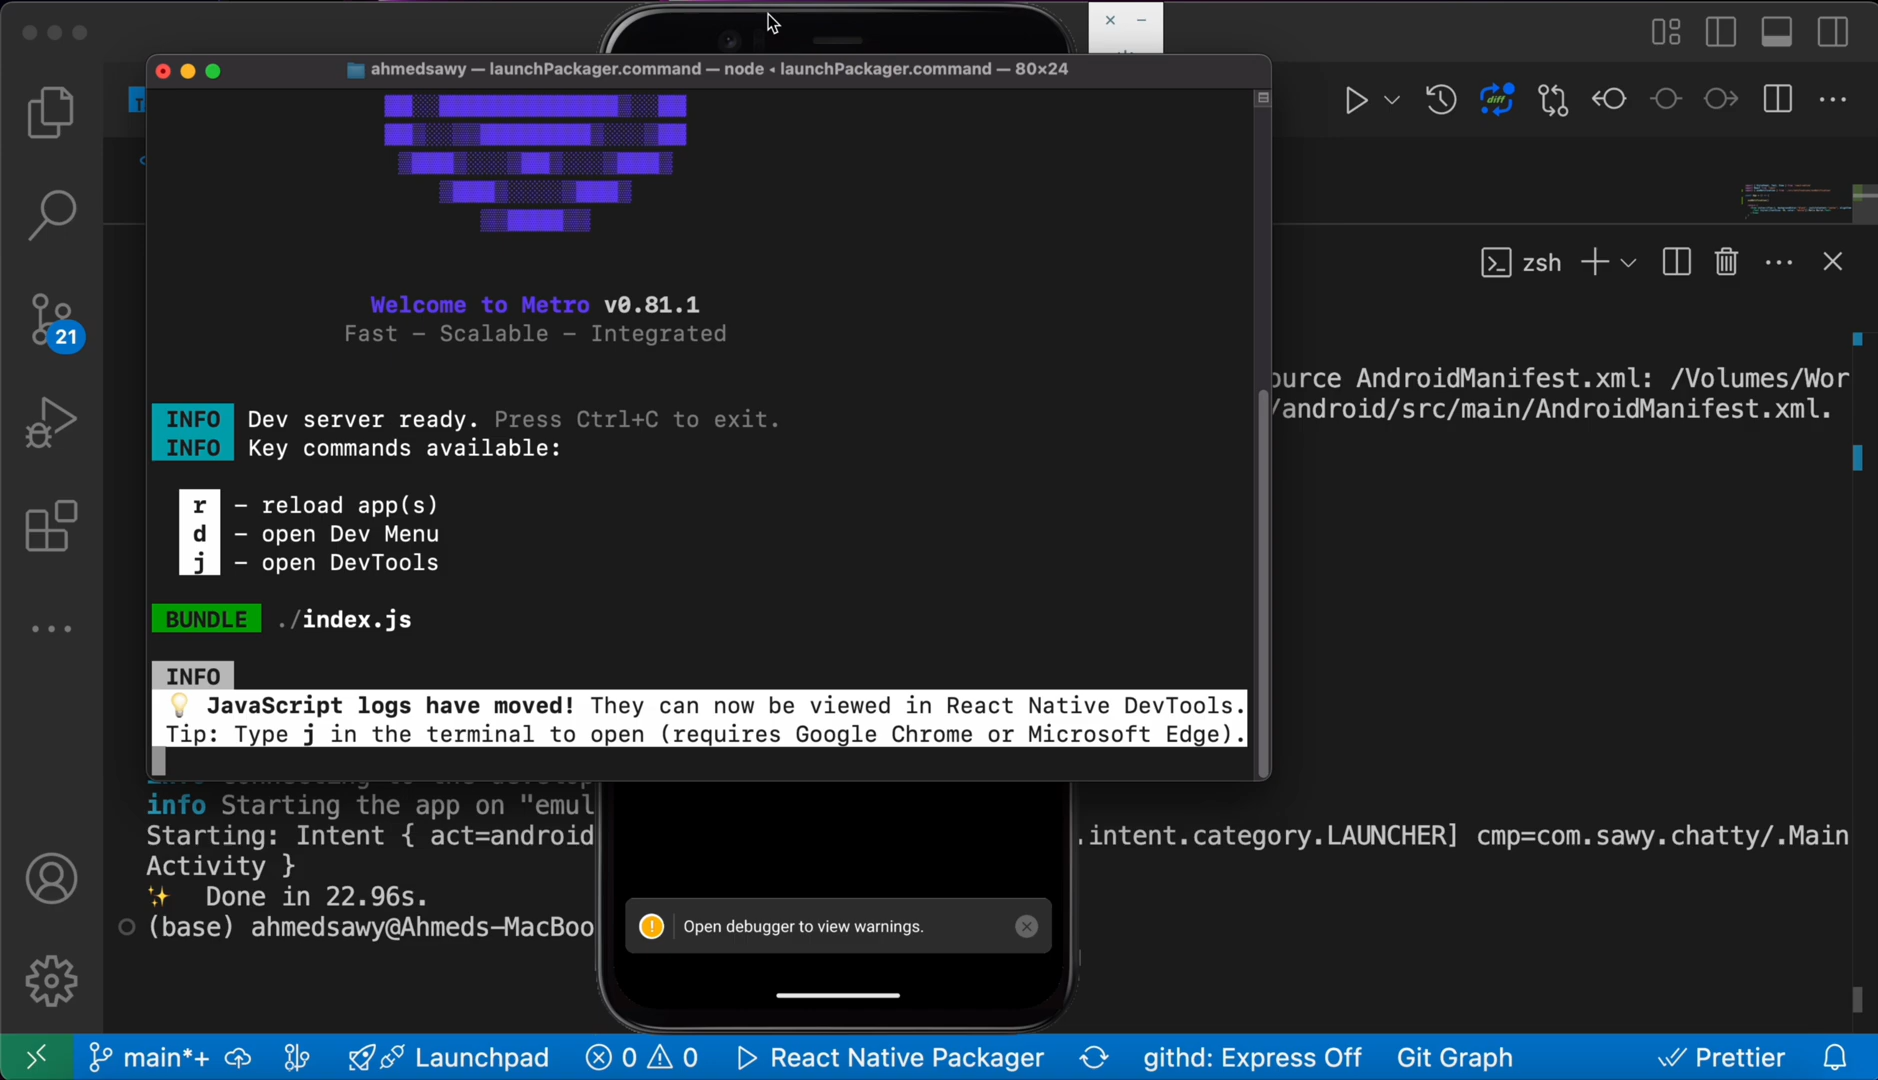 ahmedsawy — launchPackager.command — node ◂ launchPackager.command — 80×24
Welcome to Metro v0.81.1
Fast - Scalable - Integrated
INFO Dev server ready. Press Ctrl+C to exit.
INFO Key commands available:
r - reload app(s)
d - open Dev Menu
j - open DevTools
BUNDLE ./index.js
INFO
💡 JavaScript logs have moved! They can now be viewed in React Native DevTools.
Tip: Type j in the terminal to open (requires Google Chrome or Microsoft Edge).
diff
zsh
21
ource AndroidManifest.xml: /Volumes/Wor
/android/src/main/AndroidManifest.xml.
info Starting the app on "emul
Starting: Intent { act=android
.intent.category.LAUNCHER] cmp=com.sawy.chatty/.Main
Activity }
✨ Done in 22.96s.
(base) ahmedsawy@Ahmeds-MacBoo
Open debugger to view warnings.
main*+ Launchpad 0 0 React Native Packager githd: Express Off Git Graph Prettier